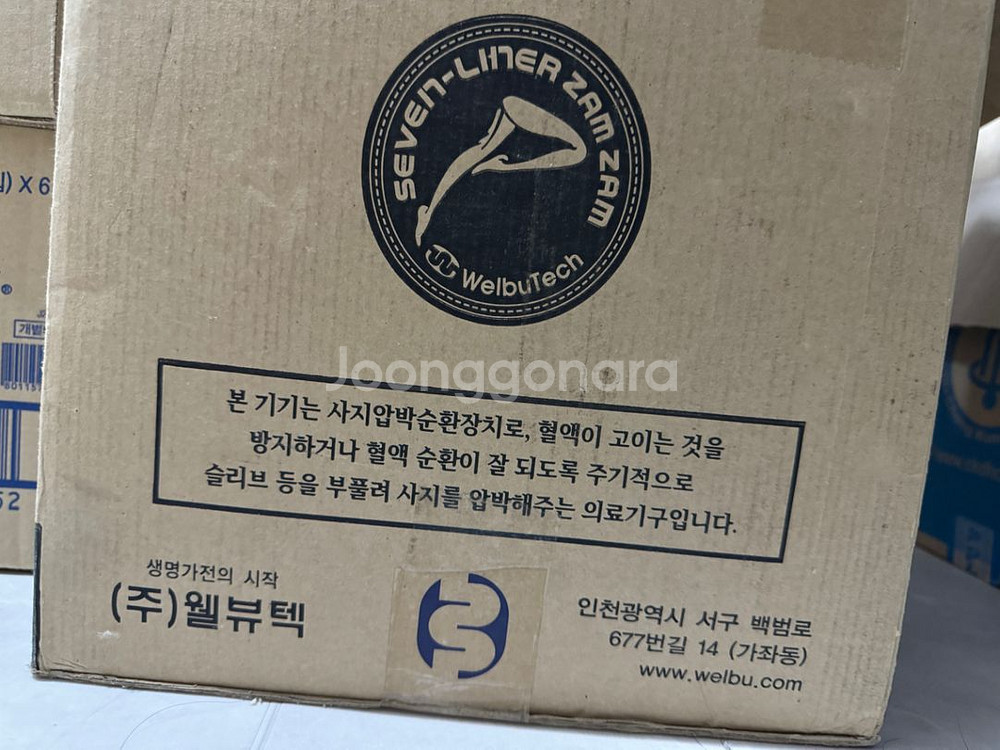 SEVEN-LINER ZAM ZAM
WelbuTech
Joonggonara
본 기기는 사지압박순환장치로, 혈액이 고이는 것을
방지하거나 혈액 순환이 잘 되도록 주기적으로
슬리브 등을 부풀려 사지를 압박해주는 의료기구입니다.
생명가전의 시작
(주)웰뷰텍
인천광역시 서구 백범로
677번길 14 (가좌동)
www.welbu.com
) X 6
개별
52